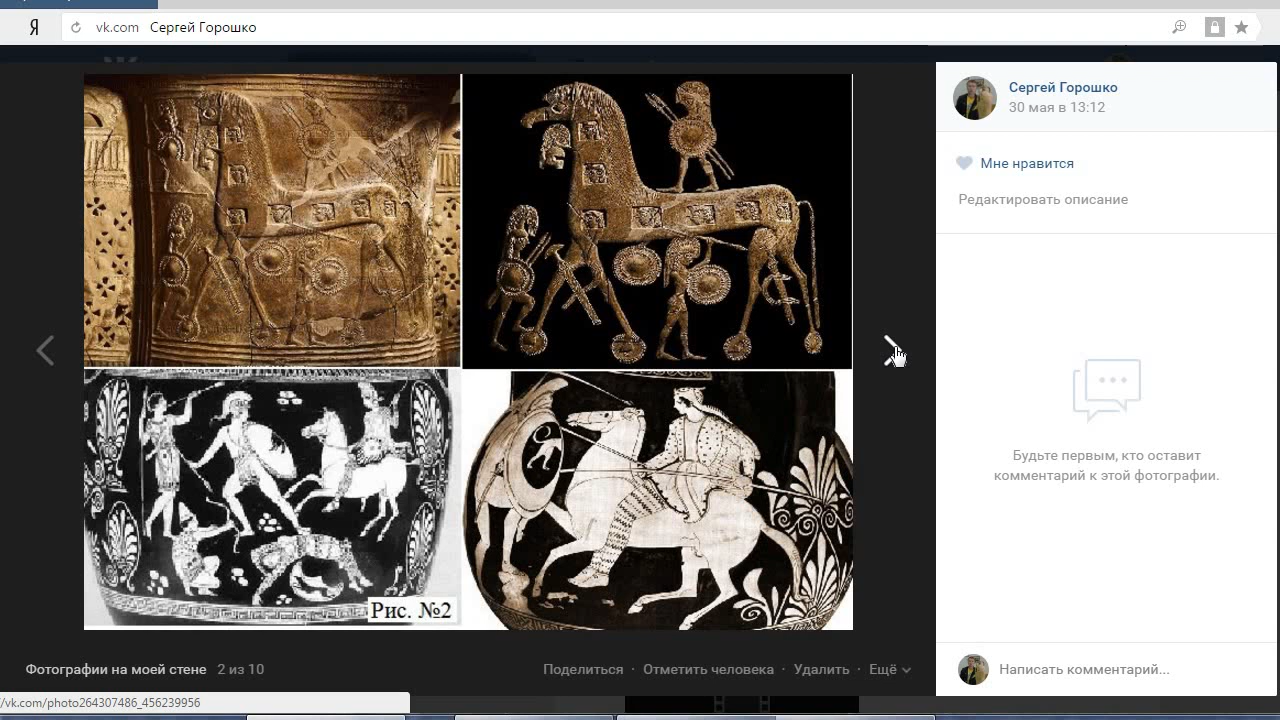 Я
vk.com Сергей Горошко
Сергей Горошко
30 мая в 13:12
Мне нравится
Редактировать описание
Будьте первым, кто оставит
комментарий к этой фотографии.
Рис. №2
Фотографии на моей стене 2 из 10
Поделиться · Отметить человека · Удалить · Ещё
Написать комментарий...
/vk.com/photo264307486_456239956